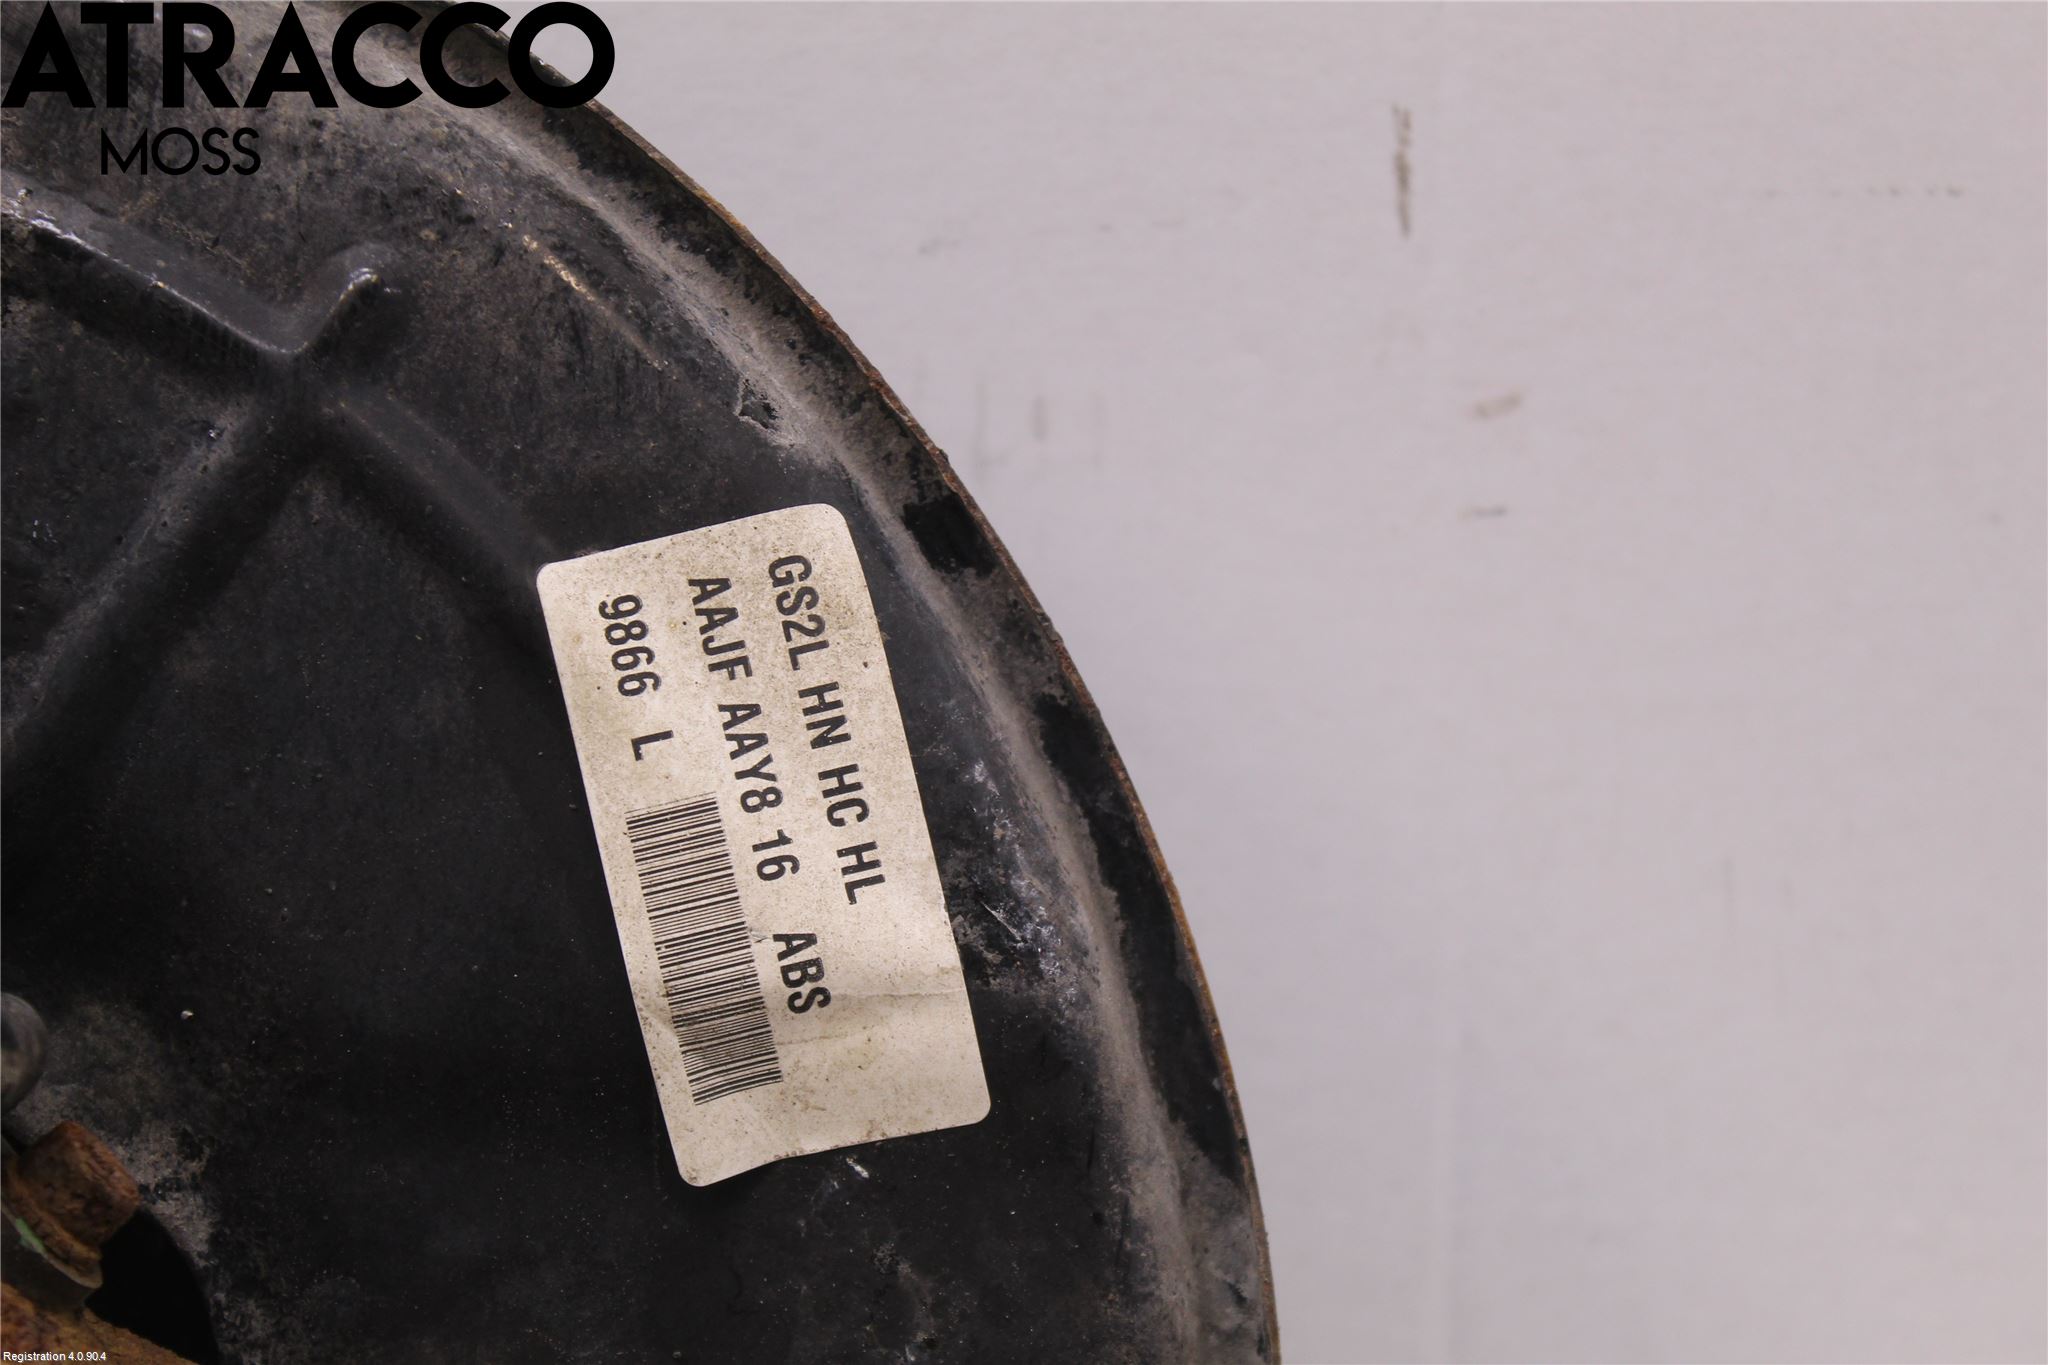 ATRACCO
MOSS
GS2L HN HC HL
AAJF AAY8 16 ABS
9866 L
Registration 4.0.90.4